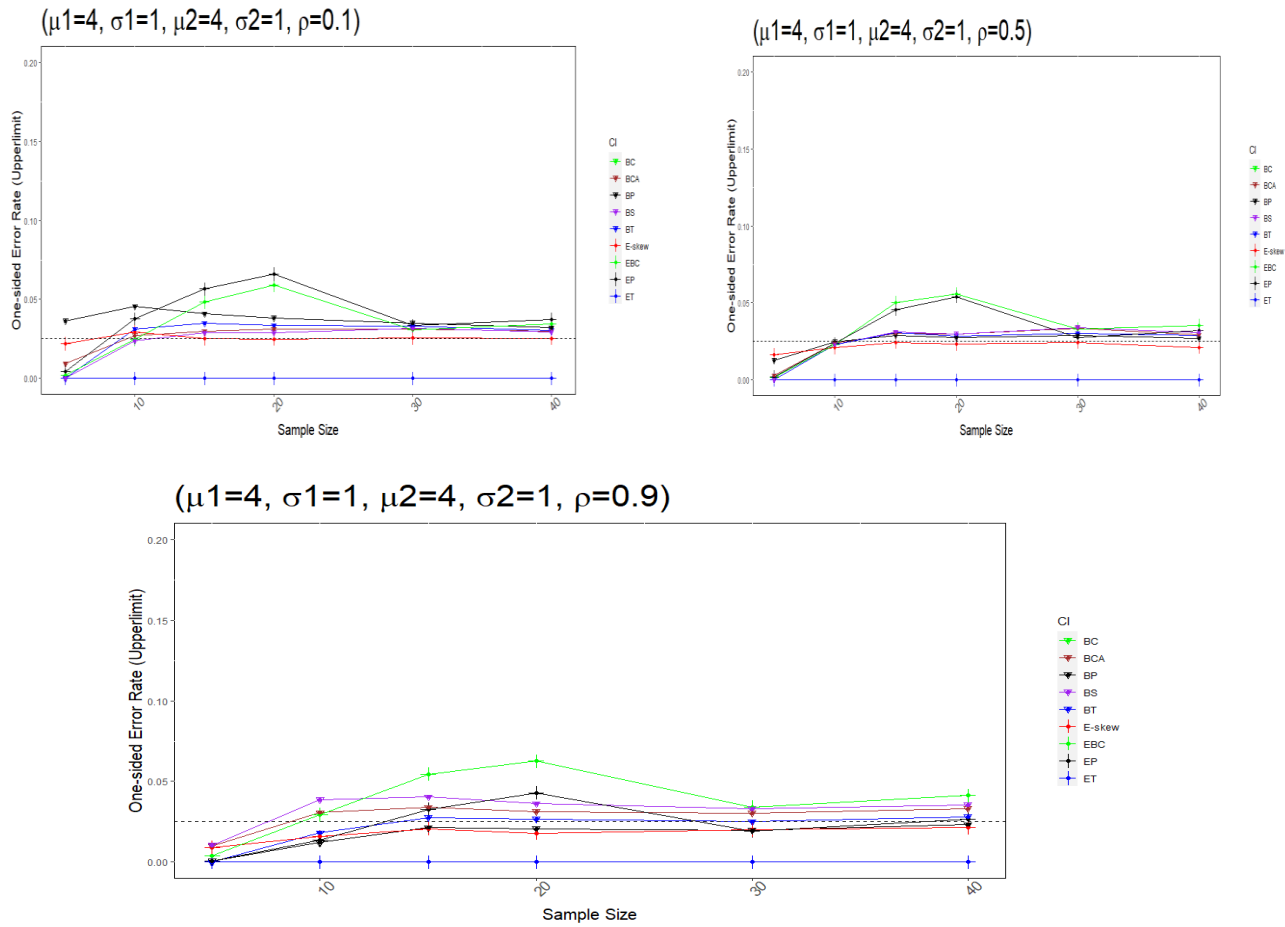 (μ1=4, σ1=1, μ2=4, σ2=1, ρ=0.1)
One-sided Error Rate (Upperlimit)
0.20
0.15
0.10
0.05
0.00
10
20
30
40
Sample Size
CI
BC
BCA
BP
BS
BT
E-skew
EBC
EP
ET
(μ1=4, σ1=1, μ2=4, σ2=1, ρ=0.5)
One-sided Error Rate (Upperlimit)
0.20
0.15
0.10
0.05
0.00
10
20
30
40
Sample Size
CI
BC
BCA
BP
BS
BT
E-skew
EBC
EP
ET
(μ1=4, σ1=1, μ2=4, σ2=1, ρ=0.9)
One-sided Error Rate (Upperlimit)
0.20
0.15
0.10
0.05
0.00
10
20
30
40
Sample Size
CI
BC
BCA
BP
BS
BT
E-skew
EBC
EP
ET